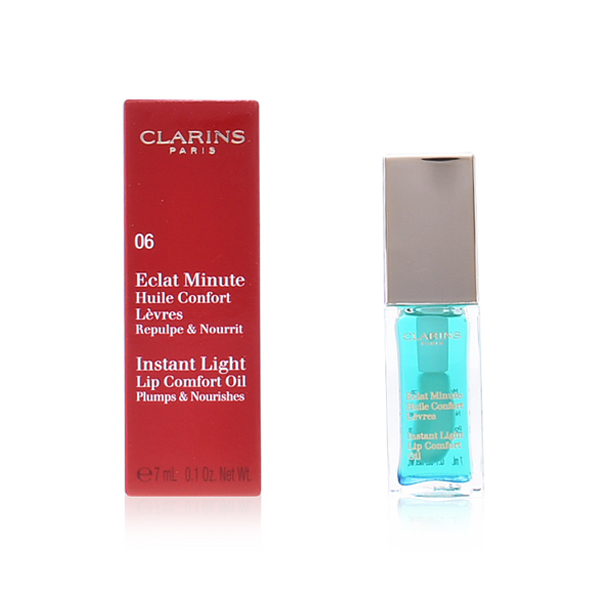 CLARINS
PARIS
06
Eclat Minute
Huile Confort
Lèvres
Repulpe & Nourrit
Instant Light
Lip Comfort Oil
Plumps & Nourishes
℮ 7 mL 0.1 Oz. Net Wt.
CLARINS
PARIS
Eclat Minute
Huile Confort
Lèvres
Instant Light
Lip Comfort
Oil